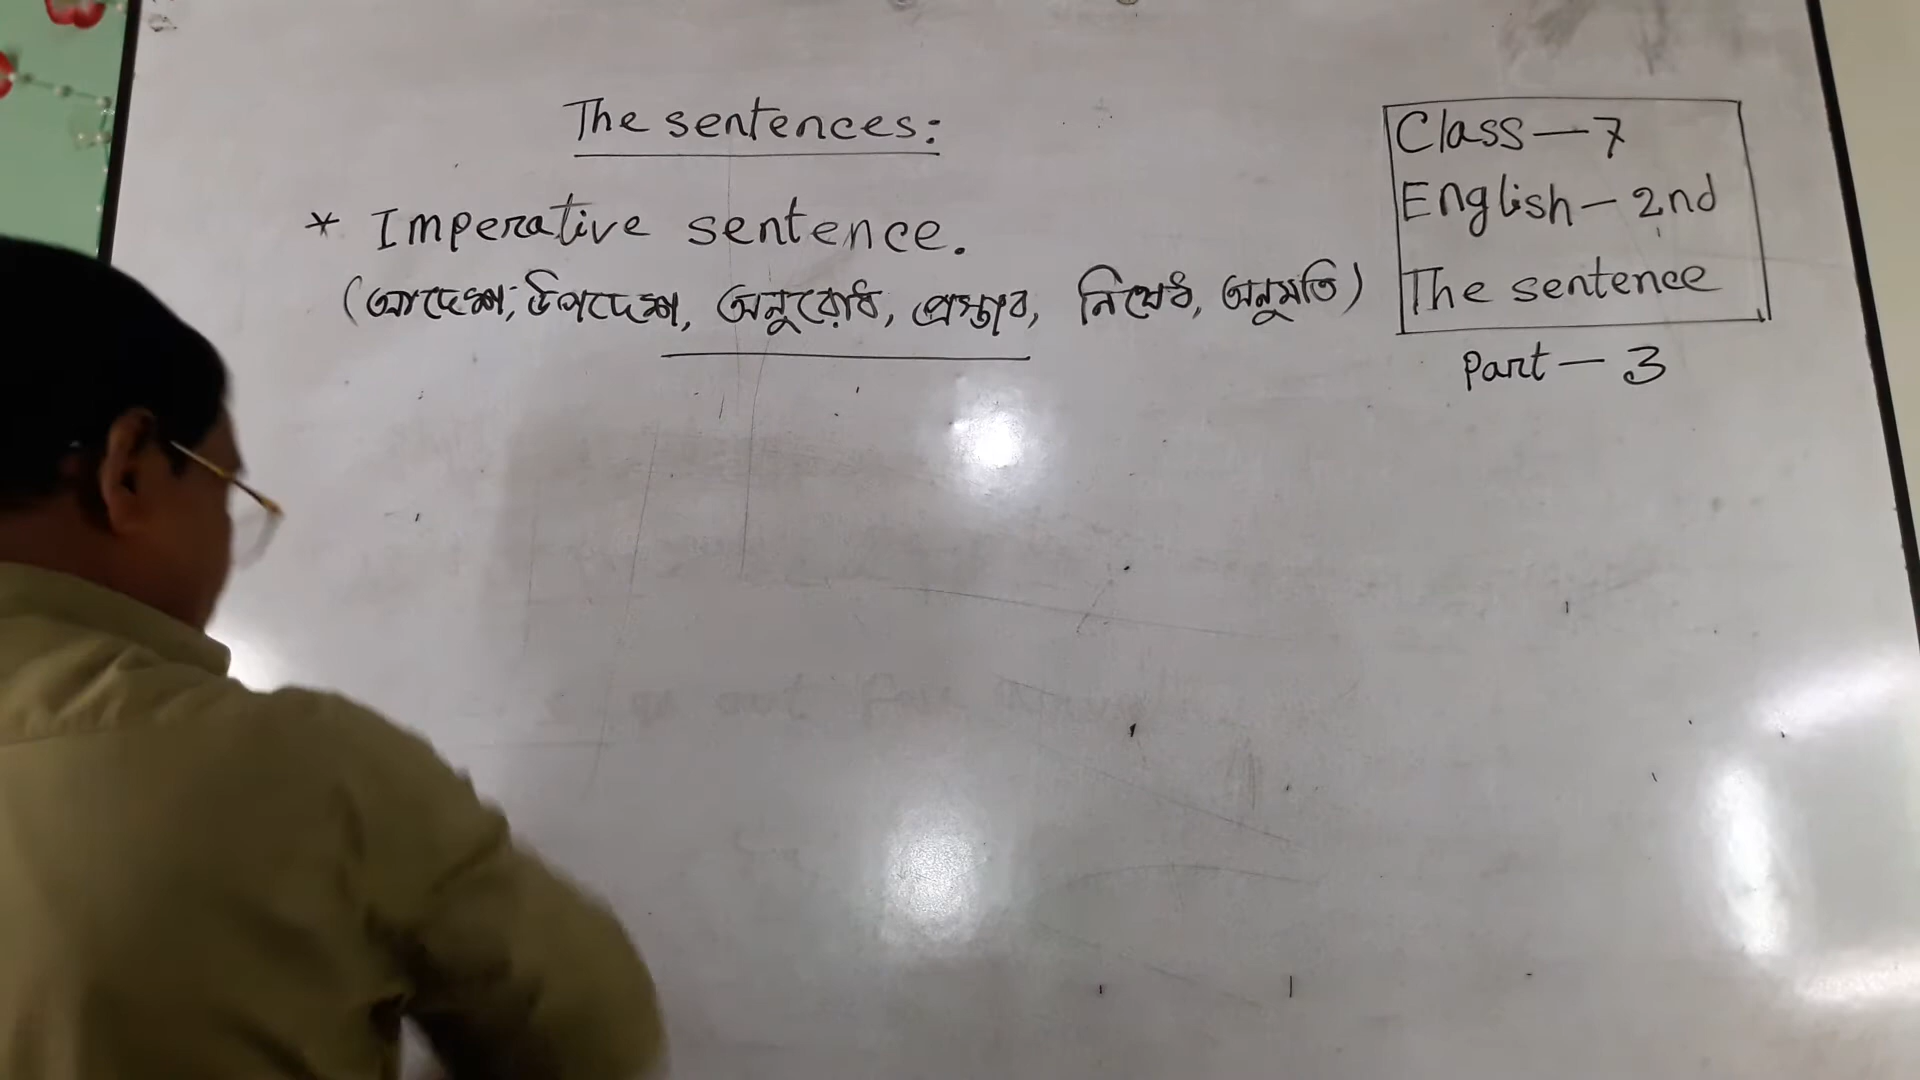 The sentences:
* Imperative sentence.
(আদেশ, উপদেশ, অনুরোধ, প্রস্তাব, নিষেধ, অনুমতি)
Class — 7
English — 2nd
The sentence
Part — 3